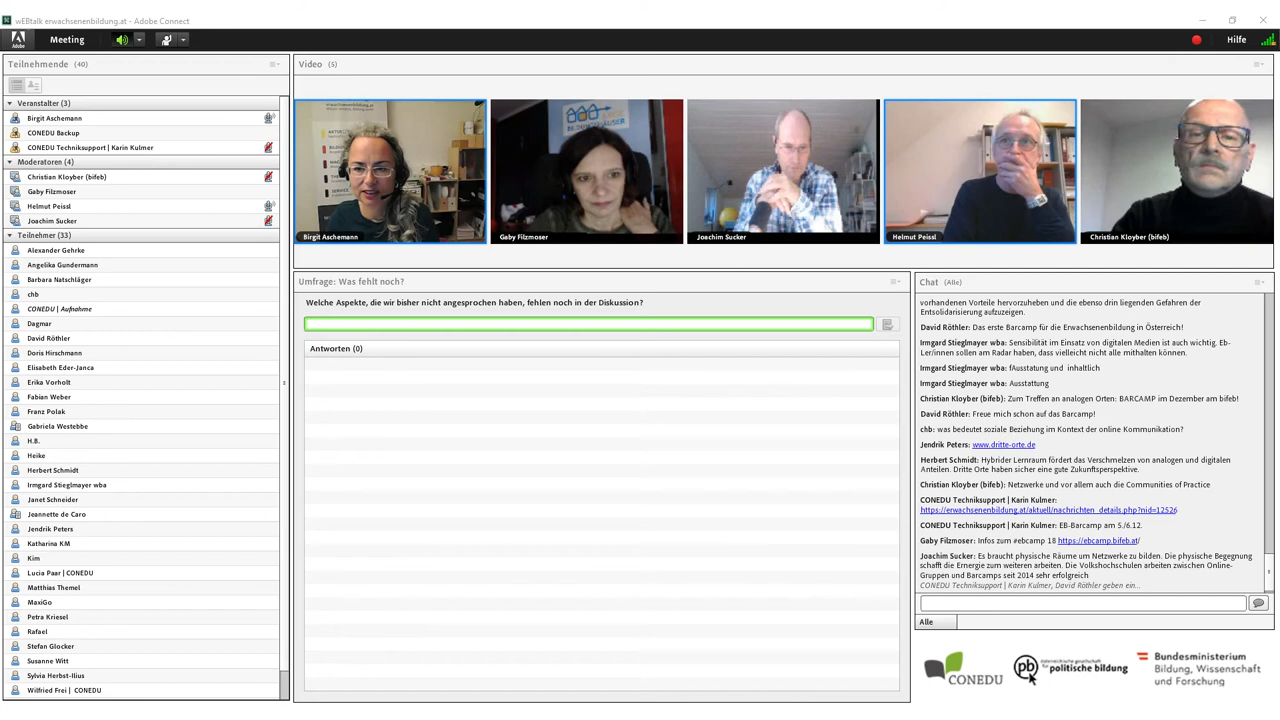 wEBtalk erwachsenenbildung.at - Adobe Connect
Adobe
Meeting
Hilfe
Teilnehmende (40)
Veranstalter (3)
Birgit Aschemann
CONEDU Backup
CONEDU Techniksupport | Karin Kulmer
Moderatoren (4)
Christian Kloyber (bifeb)
Gaby Filzmoser
Helmut Peissl
Joachim Sucker
Teilnehmer (33)
Alexander Gehrke
Angelika Gundermann
Barbara Natschläger
chb
CONEDU | Aufnahme
Dagmar
David Röthler
Doris Hirschmann
Elisabeth Eder-Janca
Erika Vorholt
Fabian Weber
Franz Polak
Gabriela Westebbe
H.B.
Heike
Herbert Schmidt
Irmgard Stieglmayer wba
Janet Schneider
Jeannette de Caro
Jendrik Peters
Katharina KM
Kim
Lucia Paar | CONEDU
Matthias Themel
MaxiGo
Petra Kriesel
Rafael
Stefan Glocker
Susanne Witt
Sylvia Herbst-Ilius
Wilfried Frei | CONEDU
Video (5)
Birgit Aschemann
Gaby Filzmoser
Joachim Sucker
Helmut Peissl
Christian Kloyber (bifeb)
Umfrage: Was fehlt noch?
Welche Aspekte, die wir bisher nicht angesprochen haben, fehlen noch in der Diskussion?
Antworten (0)
Chat (Alle)
vorhandenen Vorteile hervorzuheben und die ebenso drin liegenden Gefahren der
Entsolidarisierung aufzuzeigen.
David Röthler: Das erste Barcamp für die Erwachsenenbildung in Österreich!
Irmgard Stieglmayer wba: Sensibilität im Einsatz von digitalen Medien ist auch wichtig. Eb-
Ler/innen sollen am Radar haben, dass vielleicht nicht alle mithalten können.
Irmgard Stieglmayer wba: fAusstatung und inhaltlich
Irmgard Stieglmayer wba: Ausstattung
Christian Kloyber (bifeb): Zum Treffen an analogen Orten: BARCAMP im Dezember am bifeb!
David Röthler: Freue mich schon auf das Barcamp!
chb: was bedeutet soziale Beziehung im Kontext der online Kommunikation?
Jendrik Peters: www.dritte-orte.de
Herbert Schmidt: Hybrider Lernraum fördert das Verschmelzen von analogen und digitalen
Anteilen. Dritte Orte haben sicher eine gute Zukunftsperspektive.
Christian Kloyber (bifeb): Netzwerke und vor allem auch die Communities of Practice
CONEDU Techniksupport | Karin Kulmer:
https://erwachsenenbildung.at/aktuell/nachrichten_details.php?nid=12526
CONEDU Techniksupport | Karin Kulmer: EB-Barcamp am 5./6.12.
Gaby Filzmoser: Infos zum #ebcamp 18 https://ebcamp.bifeb.at/
Joachim Sucker: Es braucht physische Räume um Netzwerke zu bilden. Die physische Begegnung
schafft die Energie zum weiteren arbeiten. Die Volkshochschulen arbeiten zwischen Online-
Gruppen und Barcamps seit 2014 sehr erfolgreich
CONEDU Techniksupport | Karin Kulmer, David Röthler geben ein...
Alle
CONEDU
pb
österreichische gesellschaft für
politische bildung
Bundesministerium
Bildung, Wissenschaft
und Forschung